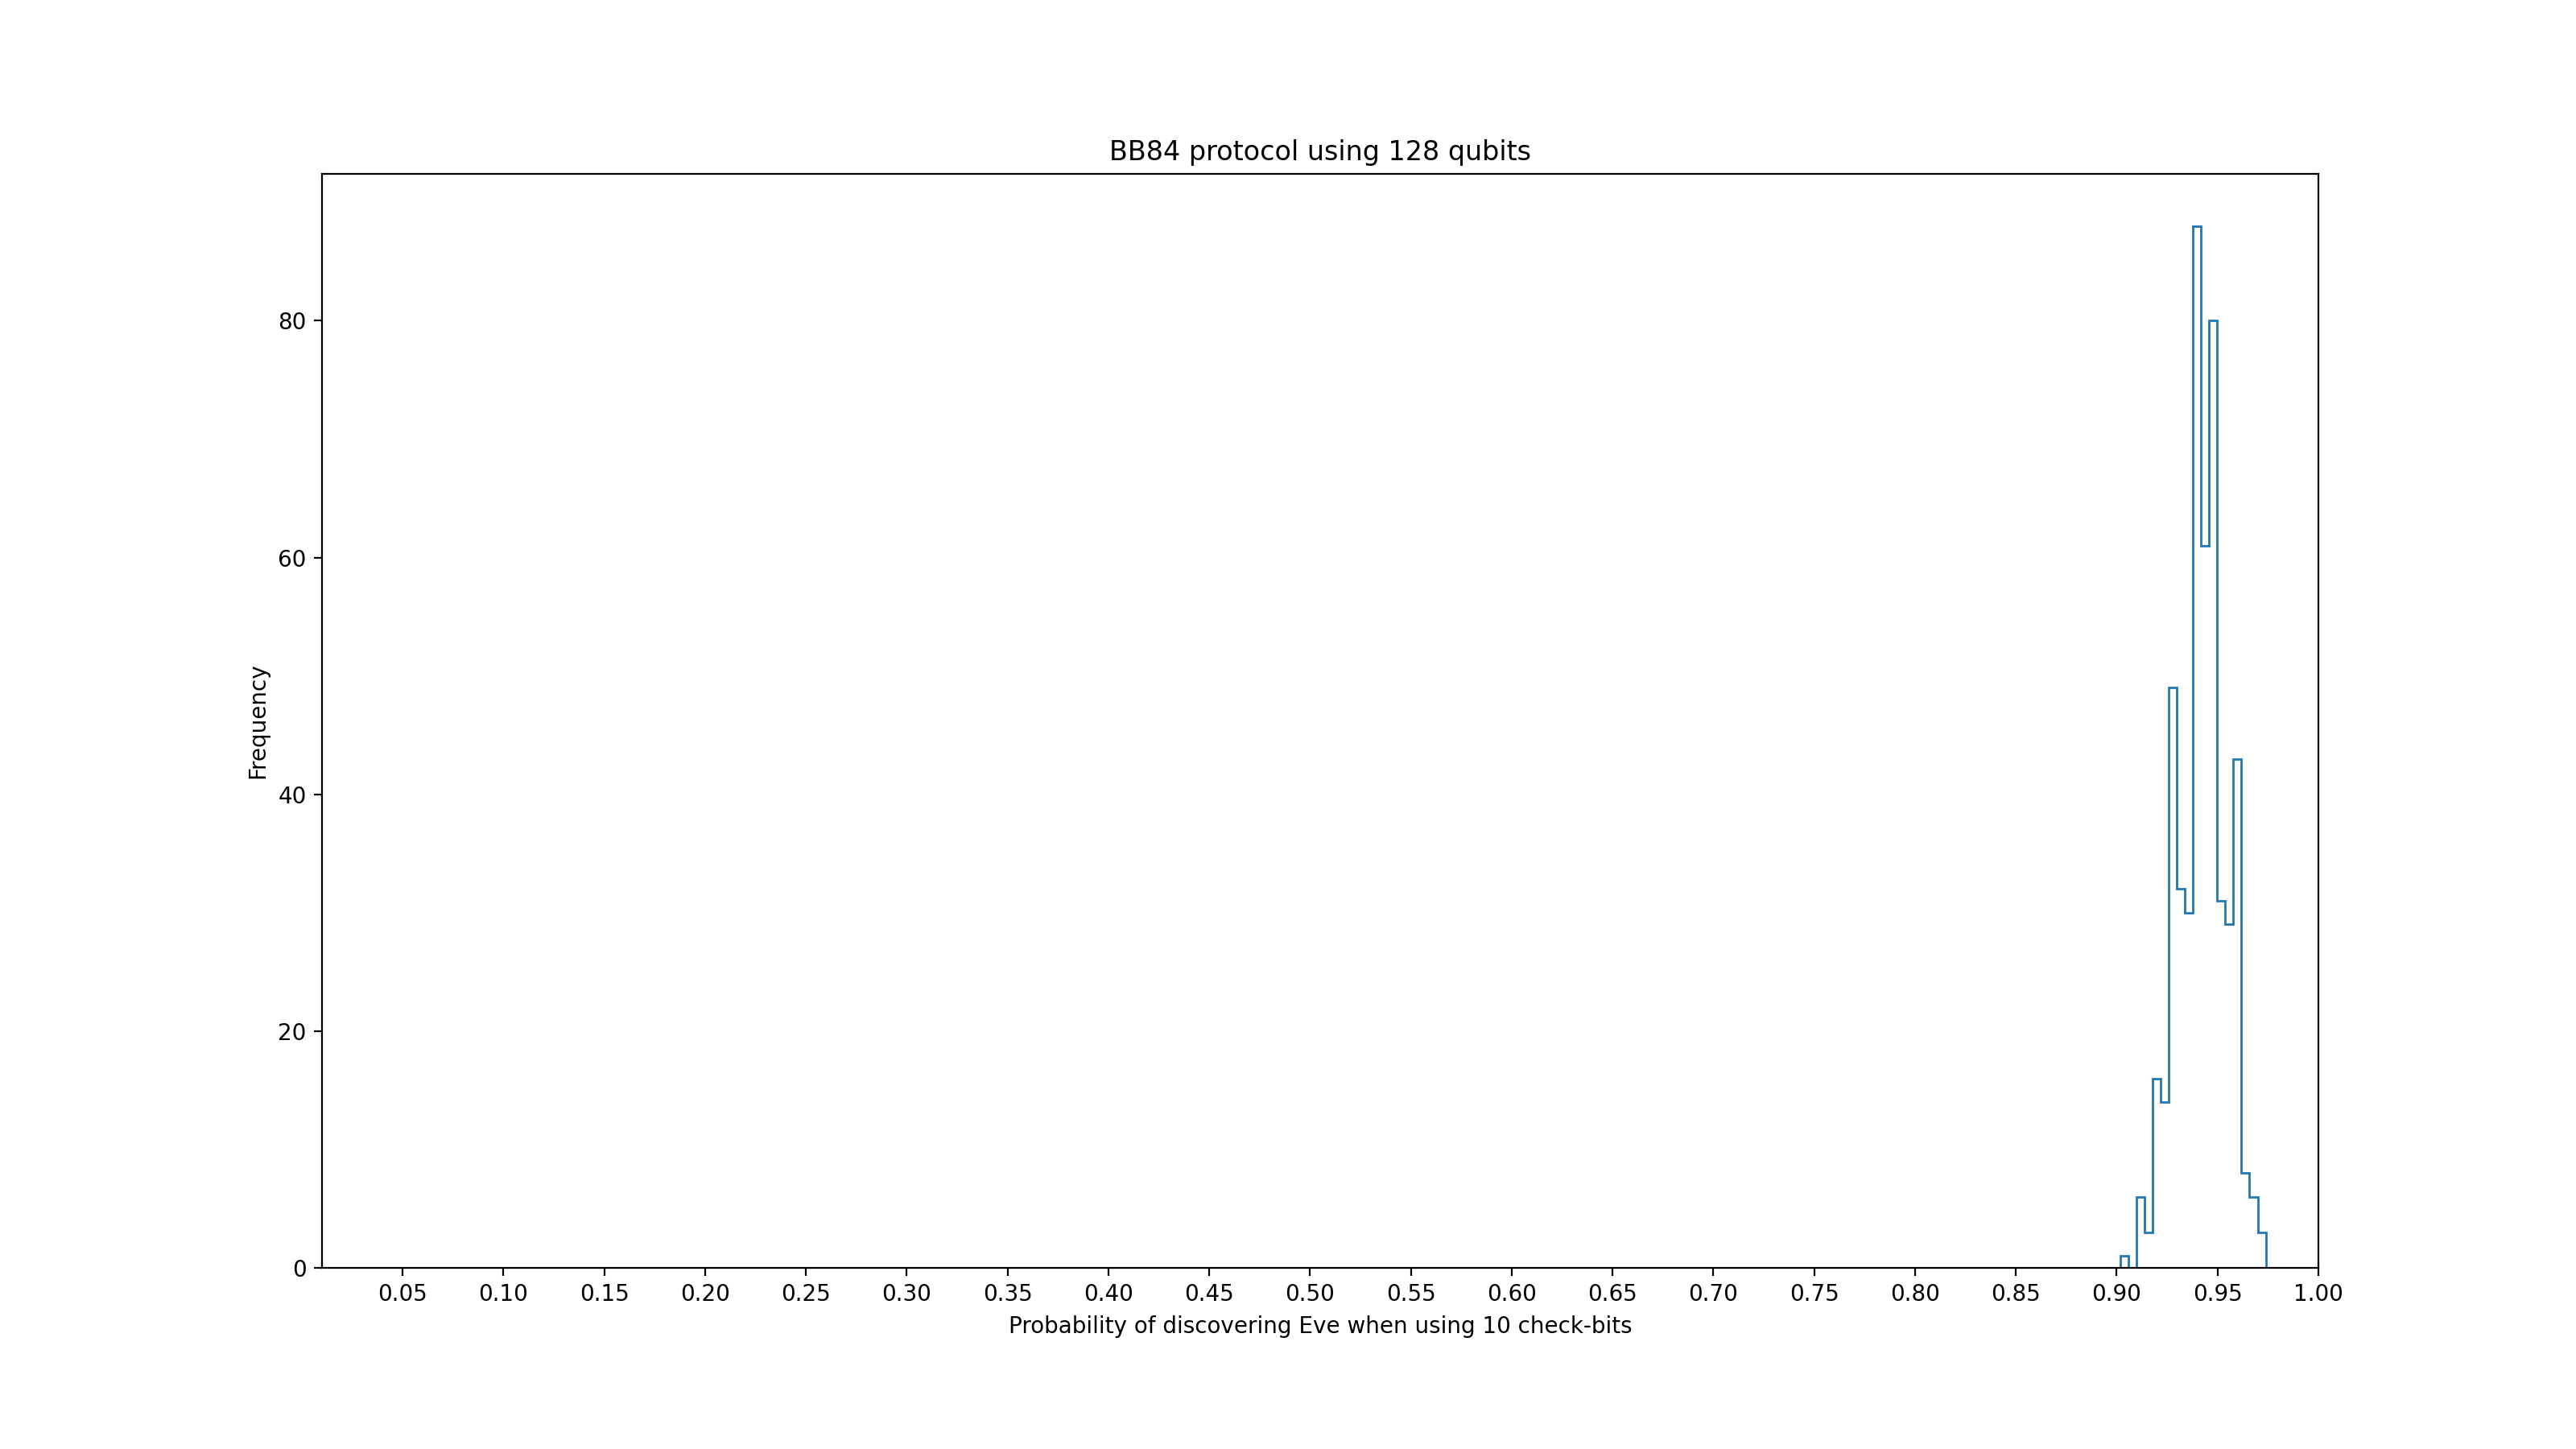 BB84 protocol using 128 qubits
80
60
40
20
0
Frequency
0.05 0.10 0.15 0.20 0.25 0.30 0.35 0.40 0.45 0.50 0.55 0.60 0.65 0.70 0.75 0.80 0.85 0.90 0.95 1.00
Probability of discovering Eve when using 10 check-bits